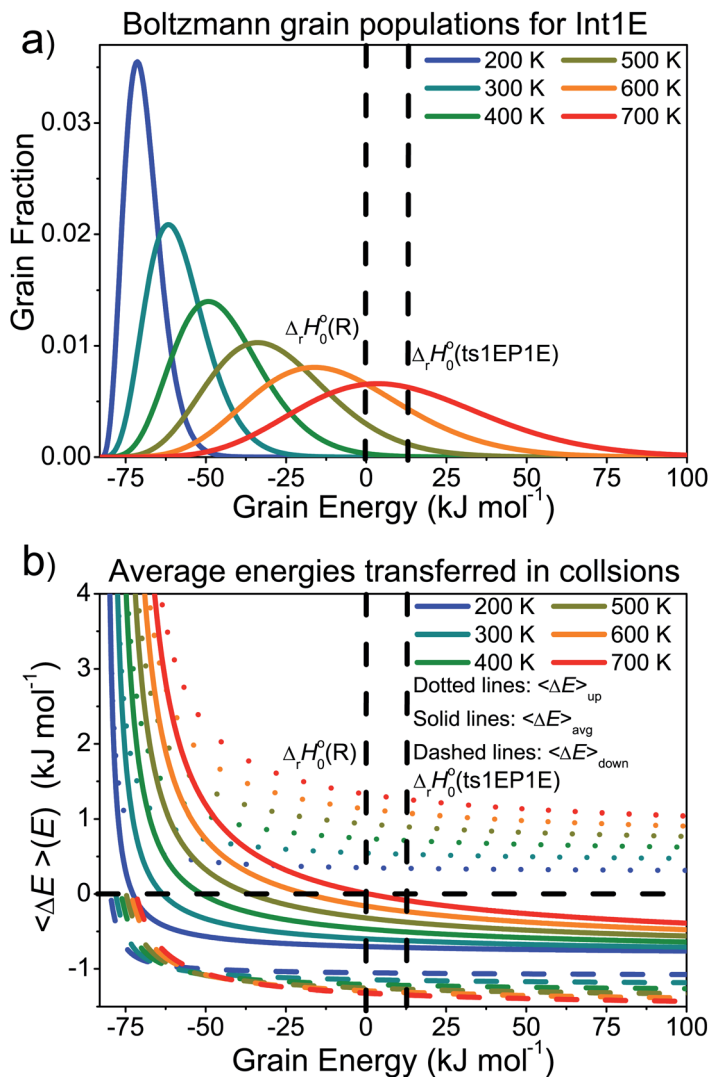 a)
Boltzmann grain populations for Int1E
200 K 500 K
300 K 600 K
400 K 700 K
0.03
0.02
0.01
0.00
Grain Fraction
ΔᵣH₀°(R)
ΔᵣH₀°(ts1EP1E)
-75 -50 -25 0 25 50 75 100
Grain Energy (kJ mol⁻¹)
b)
Average energies transferred in collsions
200 K 500 K
300 K 600 K
400 K 700 K
Dotted lines: <ΔE>up
Solid lines: <ΔE>avg
Dashed lines: <ΔE>down
ΔᵣH₀°(R)
ΔᵣH₀°(ts1EP1E)
4
3
2
1
0
-1
<ΔE>(E) (kJ mol⁻¹)
-75 -50 -25 0 25 50 75 100
Grain Energy (kJ mol⁻¹)